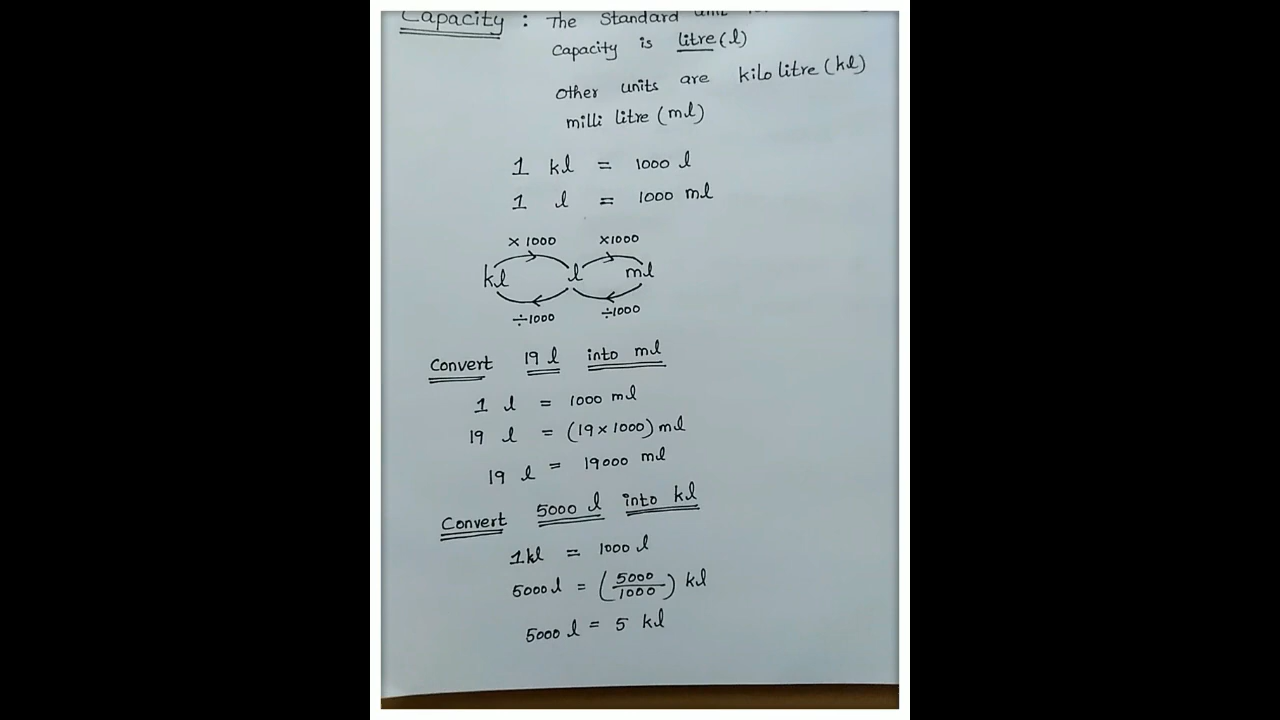 Capacity : The Standard unit
Capacity is litre (l)
Other units are kilo litre (kl)
milli litre (ml)
1 kl = 1000 l
1 l = 1000 ml
× 1000 ×1000
kl l ml
÷1000 ÷1000
Convert 19 l into ml
1 l = 1000 ml
19 l = (19 × 1000) ml
19 l = 19000 ml
Convert 5000 l into kl
1kl = 1000 l
5000 l = (5000/1000) kl
5000 l = 5 kl